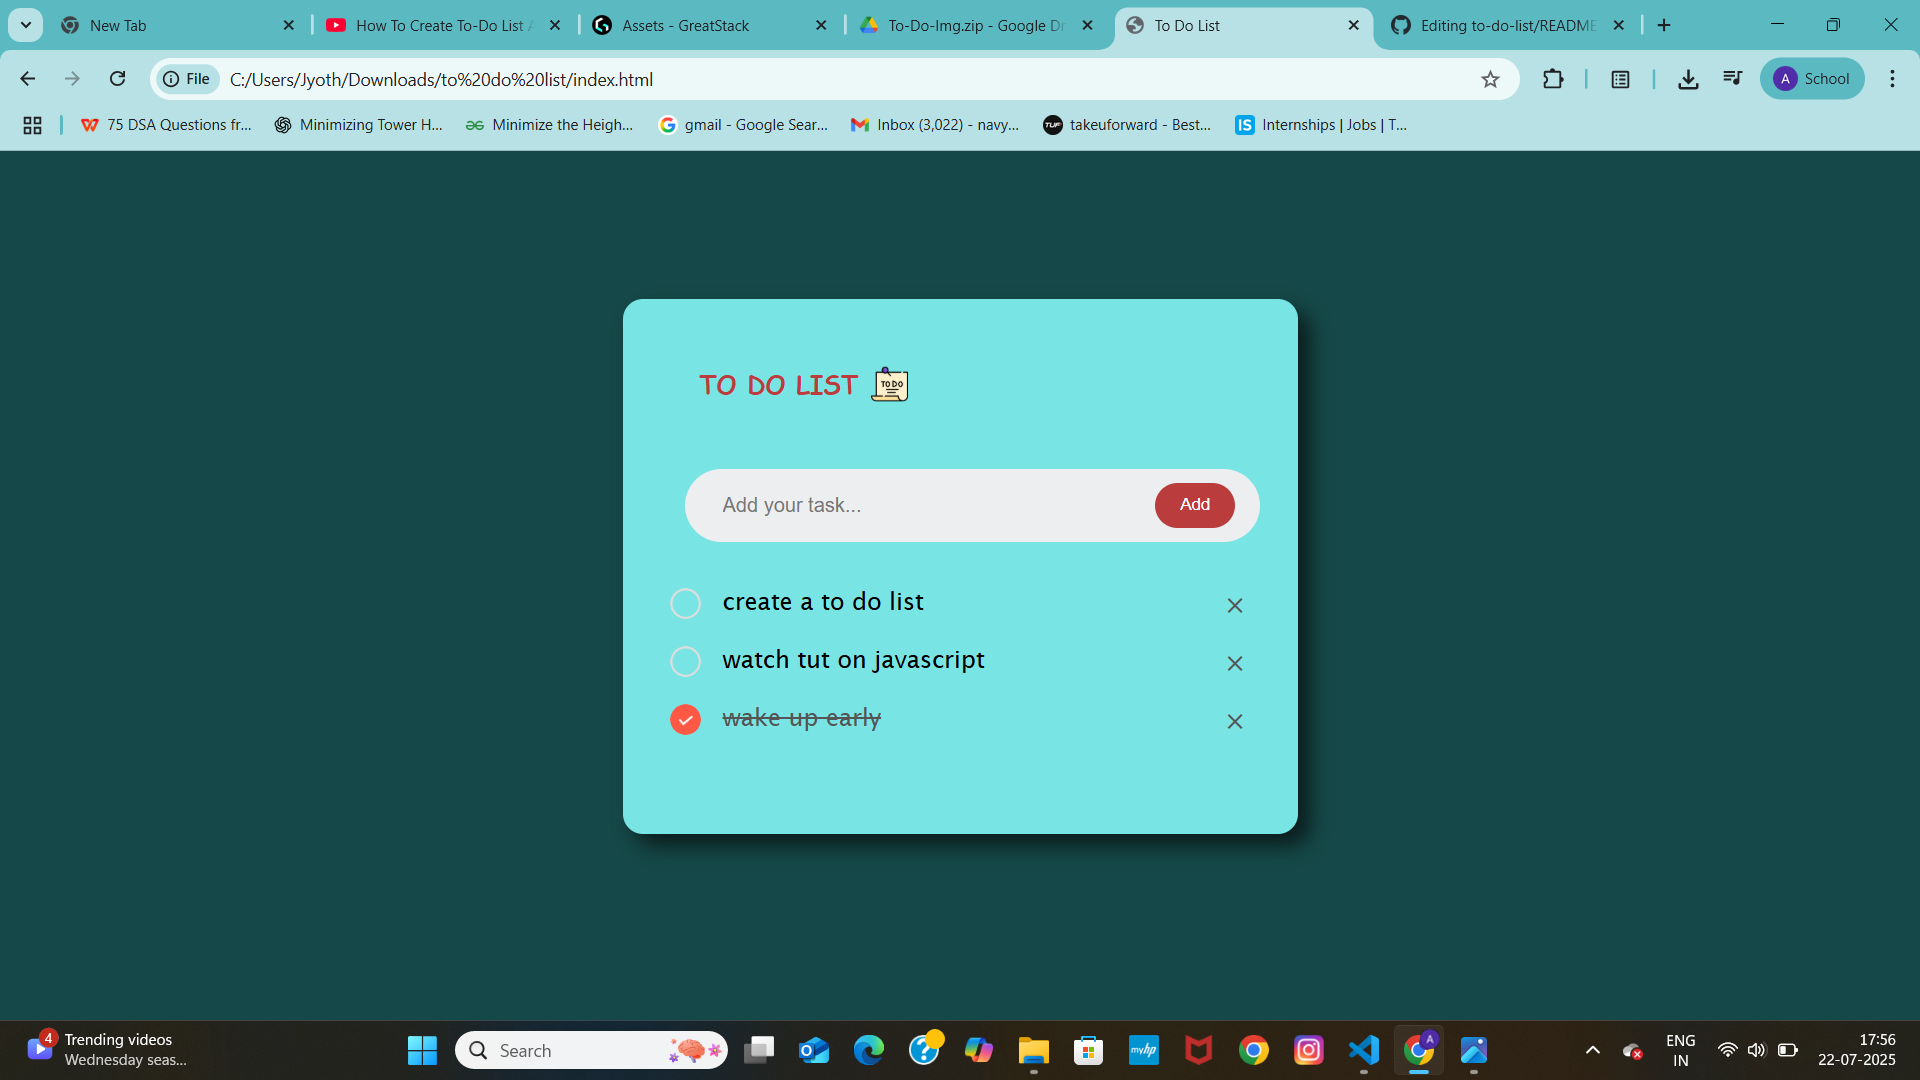 New Tab
How To Create To-Do List
Assets - GreatStack
To-Do-Img.zip - Google Dr
To Do List
Editing to-do-list/README
File
C:/Users/Jyoth/Downloads/to%20do%20list/index.html
A
School
75 DSA Questions fr...
Minimizing Tower H...
Minimize the Heigh...
gmail - Google Sear...
Inbox (3,022) - navy...
TUF
takeuforward - Best...
IS
Internships | Jobs | T...
TO DO LIST
TO DO
Add your task...
Add
create a to do list
watch tut on javascript
wake up early
4
Trending videos
Wednesday seas...
Search
myhp
A
ENG
IN
17:56
22-07-2025